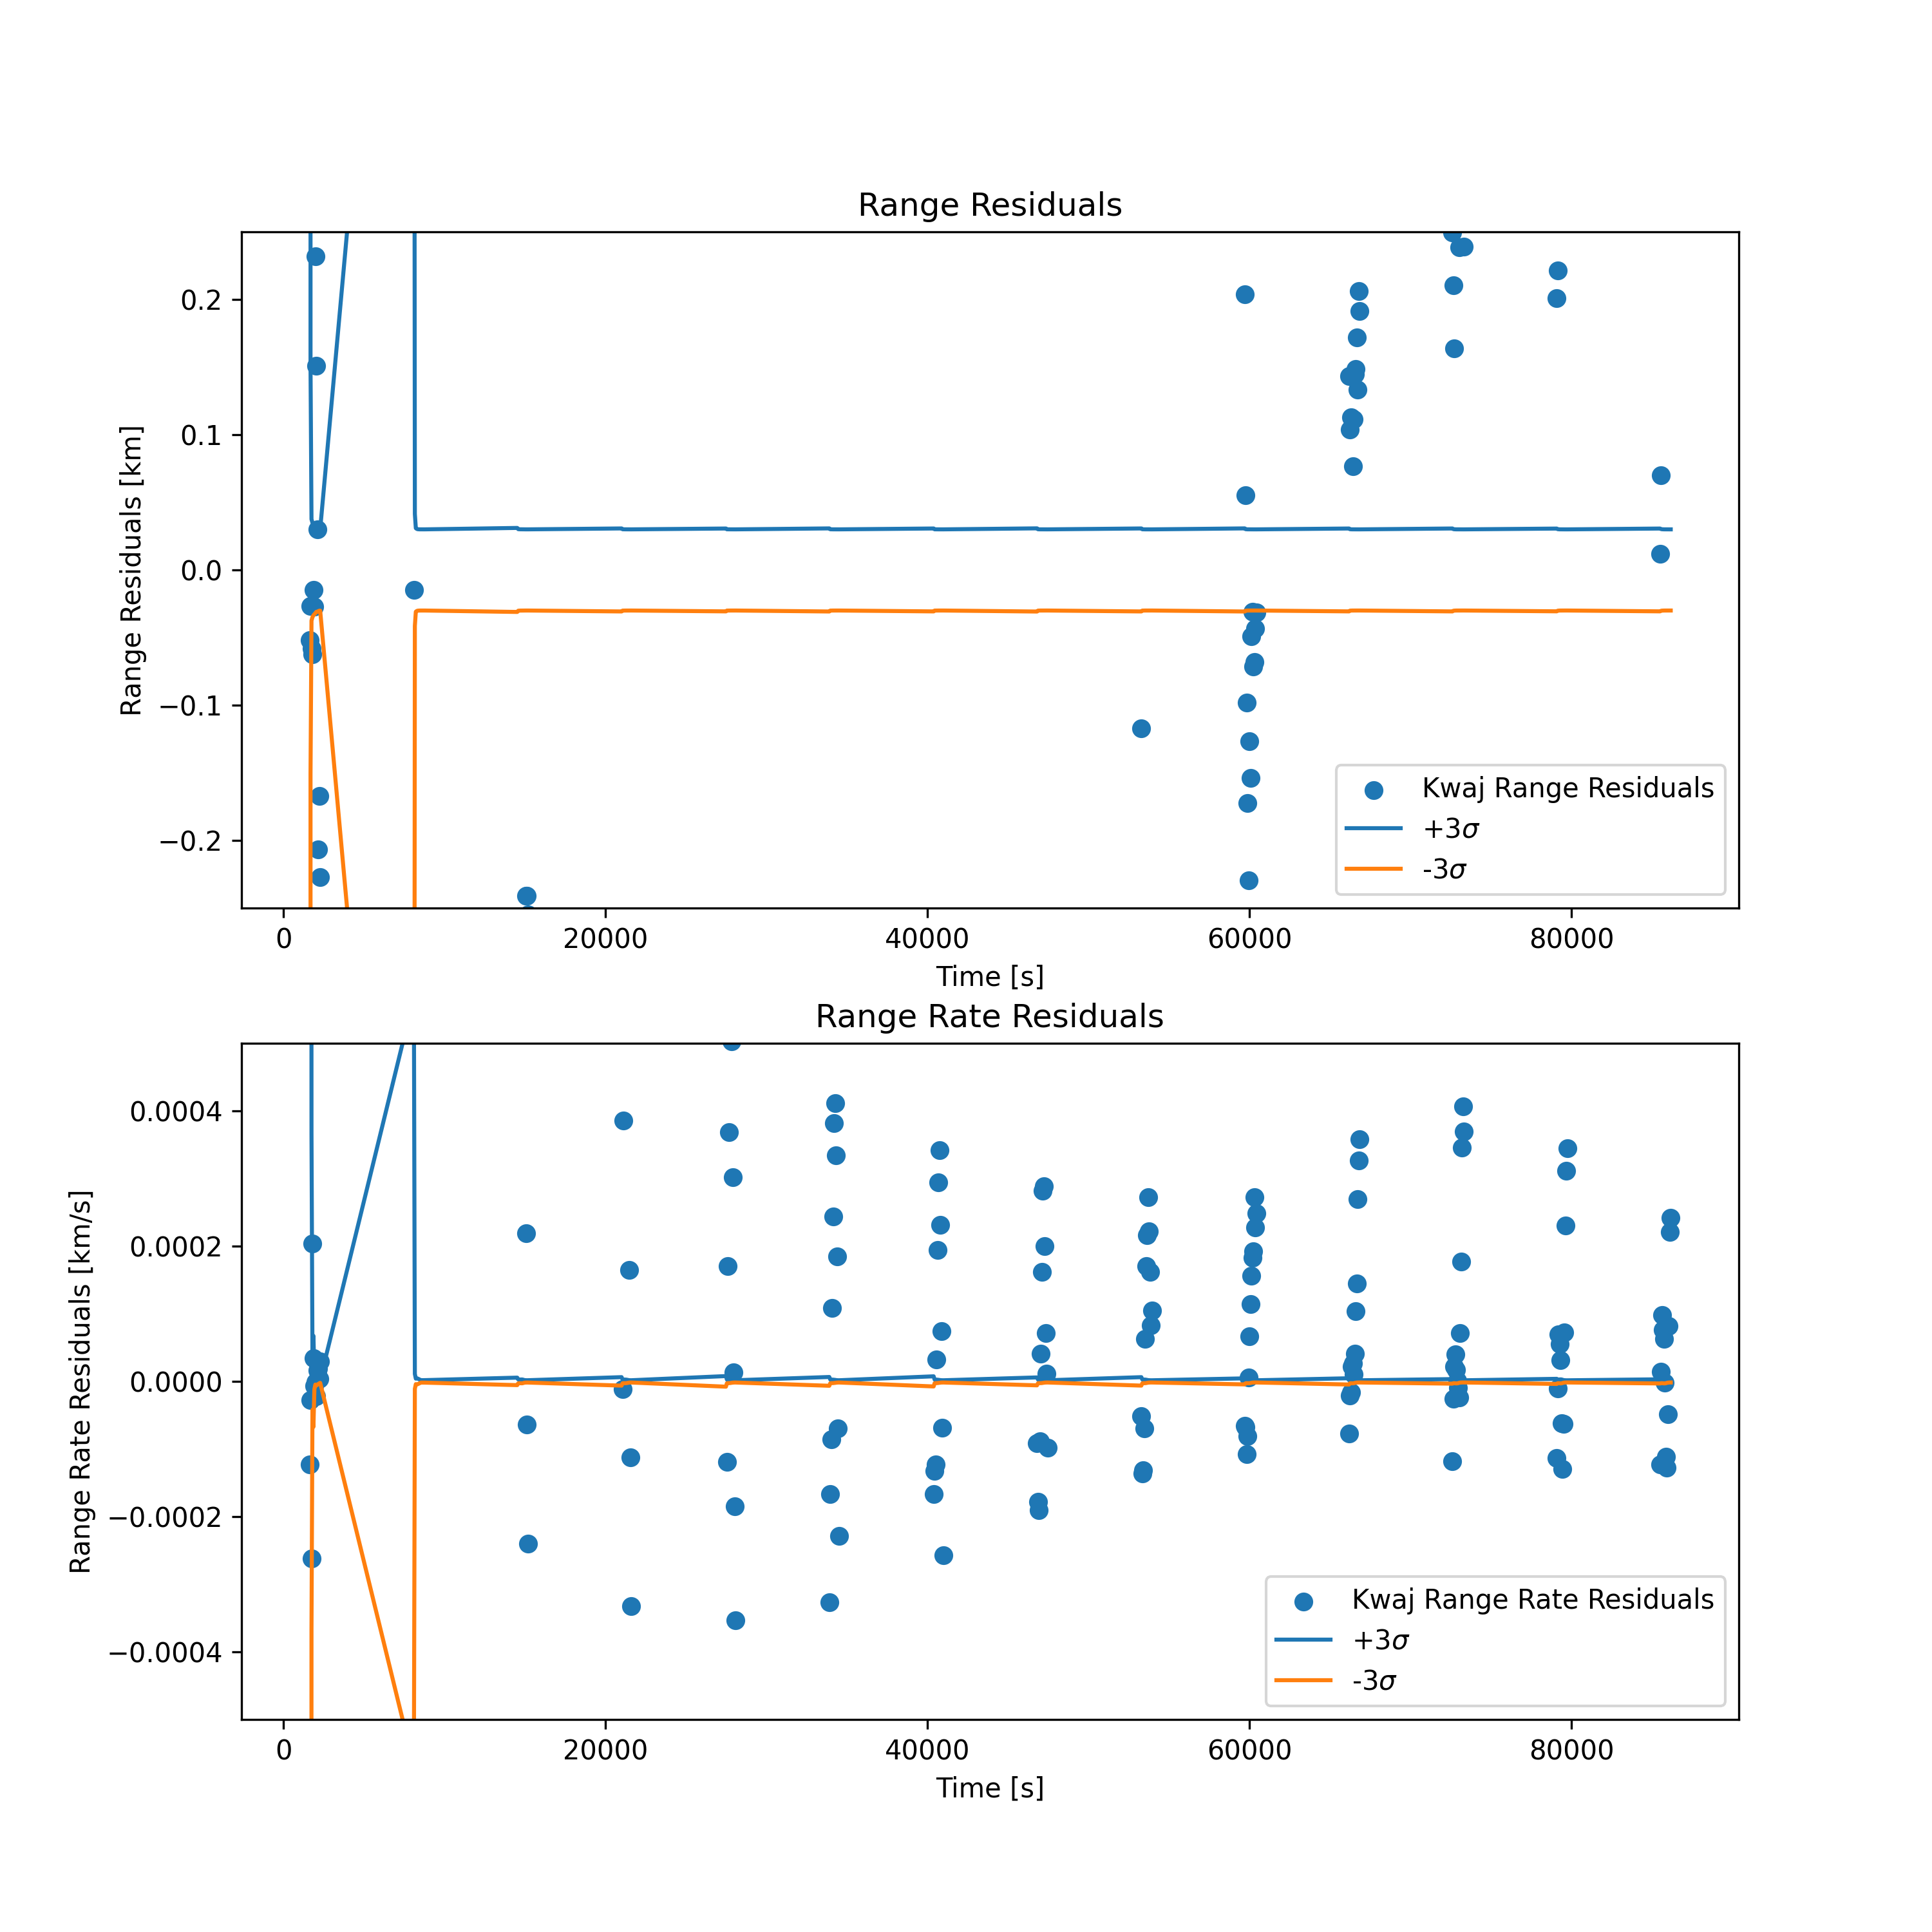 Range Residuals
Range Residuals [km]
0.2
0.1
0.0
−0.1
−0.2
0 20000 40000 60000 80000
Time [s]
Kwaj Range Residuals
+3σ
-3σ
Range Rate Residuals
Range Rate Residuals [km/s]
0.0004
0.0002
0.0000
−0.0002
−0.0004
0 20000 40000 60000 80000
Time [s]
Kwaj Range Rate Residuals
+3σ
-3σ